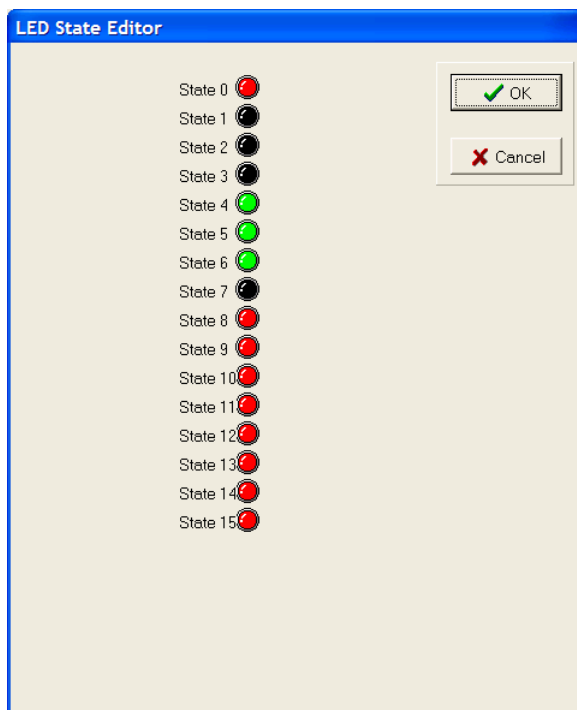 LED State Editor
State 0
State 1
State 2
State 3
State 4
State 5
State 6
State 7
State 8
State 9
State 10
State 11
State 12
State 13
State 14
State 15
OK
Cancel